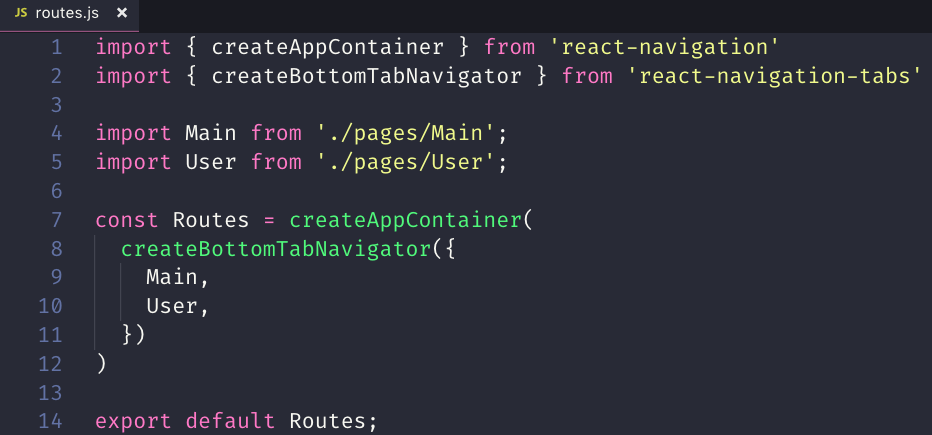 JS routes.js ×
1 import { createAppContainer } from 'react-navigation'
2 import { createBottomTabNavigator } from 'react-navigation-tabs'
3
4 import Main from './pages/Main';
5 import User from './pages/User';
6
7 const Routes = createAppContainer(
8   createBottomTabNavigator({
9     Main,
10     User,
11   })
12 )
13
14 export default Routes;